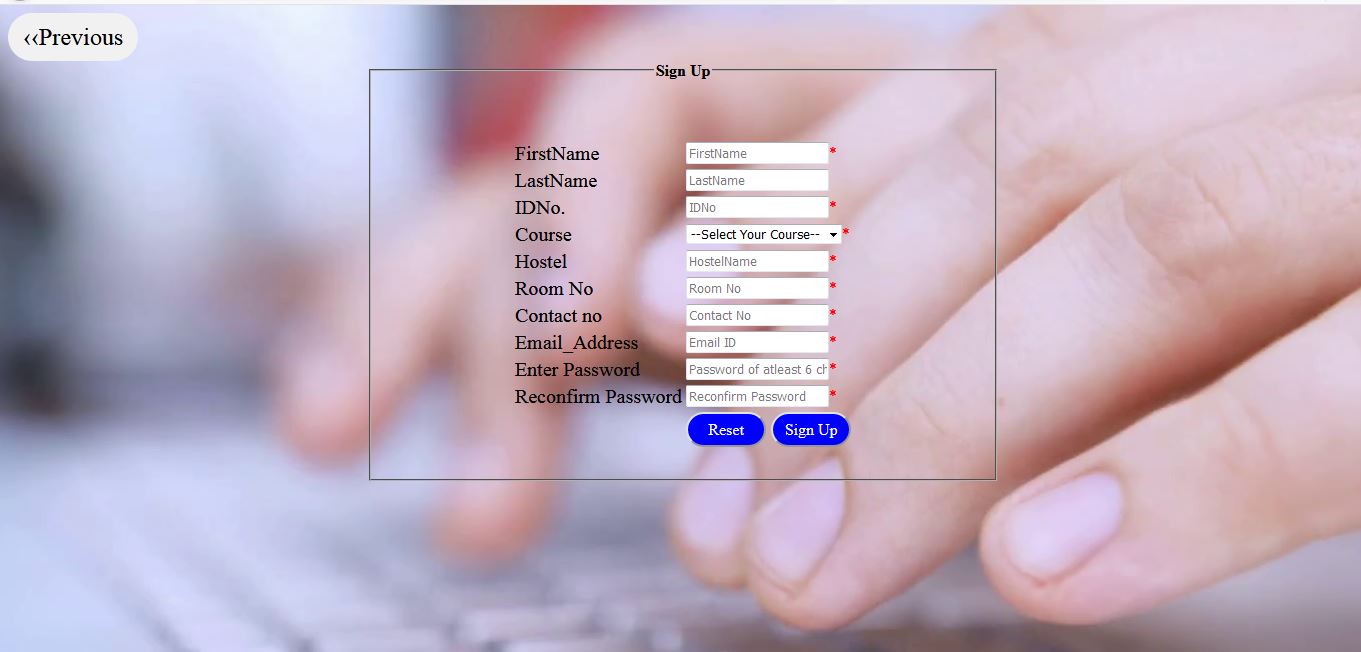 ‹‹Previous
Sign Up
FirstName FirstName *
LastName LastName
IDNo. IDNo *
Course --Select Your Course-- *
Hostel HostelName *
Room No Room No *
Contact no Contact No *
Email_Address Email ID *
Enter Password Password of atleast 6 ch *
Reconfirm Password Reconfirm Password *
Reset Sign Up